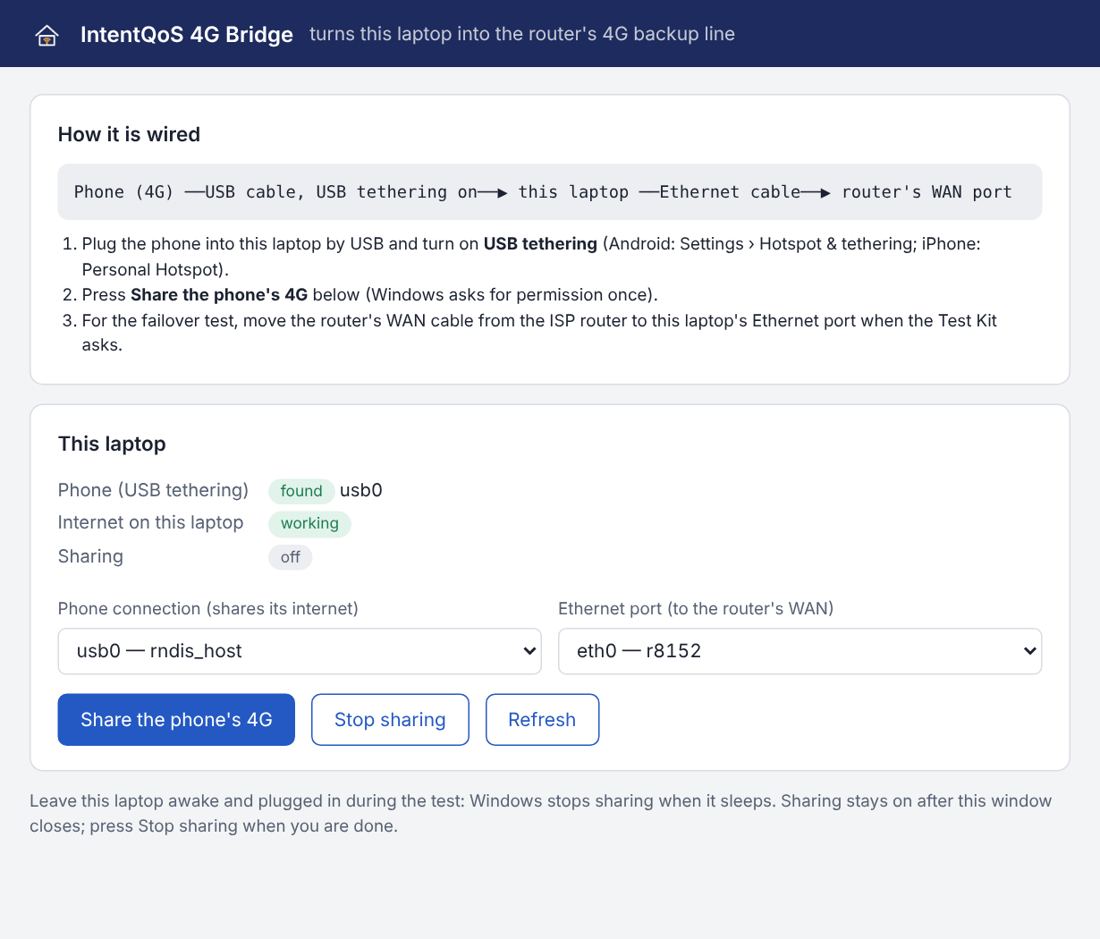 IntentQoS 4G Bridge turns this laptop into the router's 4G backup line
How it is wired
Phone (4G) ──USB cable, USB tethering on──▶ this laptop ──Ethernet cable──▶ router's WAN port
1. Plug the phone into this laptop by USB and turn on USB tethering (Android: Settings › Hotspot & tethering; iPhone:
Personal Hotspot).
2. Press Share the phone's 4G below (Windows asks for permission once).
3. For the failover test, move the router's WAN cable from the ISP router to this laptop's Ethernet port when the Test Kit
asks.
This laptop
Phone (USB tethering) found usb0
Internet on this laptop working
Sharing off
Phone connection (shares its internet) Ethernet port (to the router's WAN)
usb0 — rndis_host eth0 — r8152
Share the phone's 4G Stop sharing Refresh
Leave this laptop awake and plugged in during the test: Windows stops sharing when it sleeps. Sharing stays on after this window
closes; press Stop sharing when you are done.